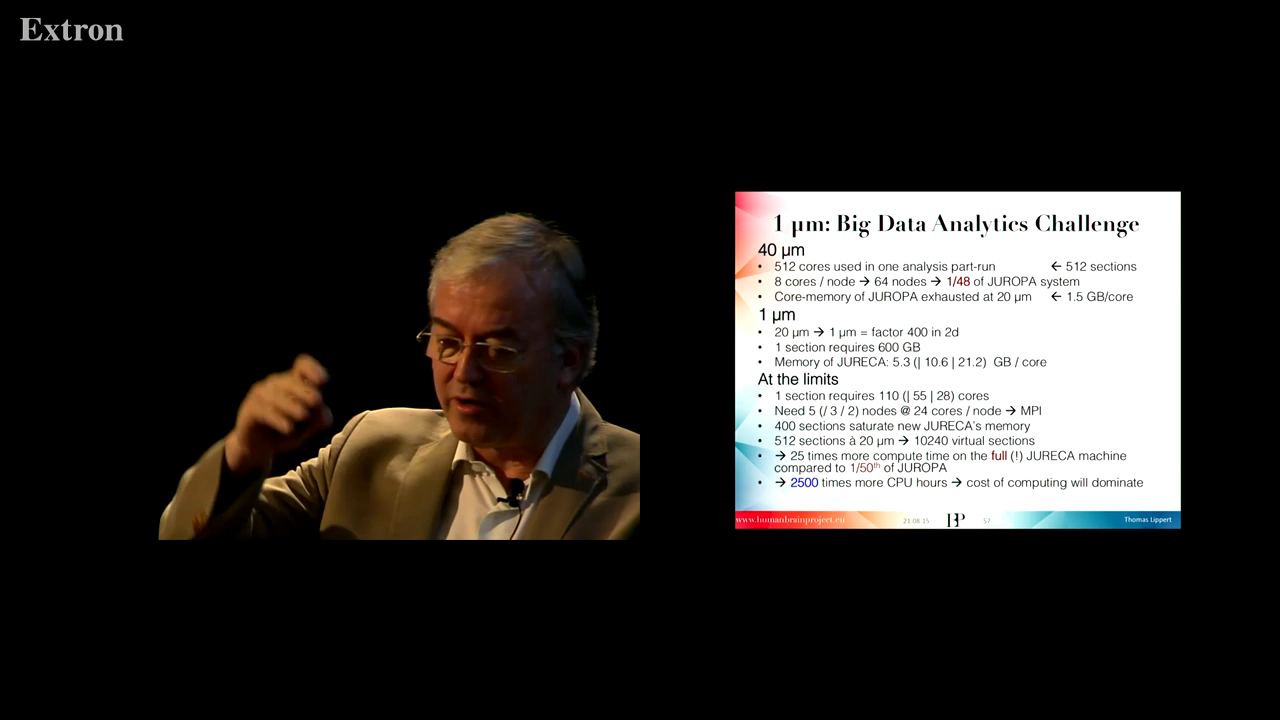 Extron
1 µm: Big Data Analytics Challenge
40 µm
• 512 cores used in one analysis part-run ← 512 sections
• 8 cores / node → 64 nodes → 1/48 of JUROPA system
• Core-memory of JUROPA exhausted at 20 µm ← 1.5 GB/core
1 µm
• 20 µm → 1 µm = factor 400 in 2d
• 1 section requires 600 GB
• Memory of JURECA: 5.3 (| 10.6 | 21.2) GB / core
At the limits
• 1 section requires 110 (| 55 | 28) cores
• Need 5 (/ 3 / 2) nodes @ 24 cores / node → MPI
• 400 sections saturate new JURECA's memory
• 512 sections à 20 µm → 10240 virtual sections
• → 25 times more compute time on the full (!) JURECA machine
compared to 1/50th of JUROPA
• → 2500 times more CPU hours → cost of computing will dominate
www.humanbrainproject.eu 21.08.15 HBP 57 Thomas Lippert